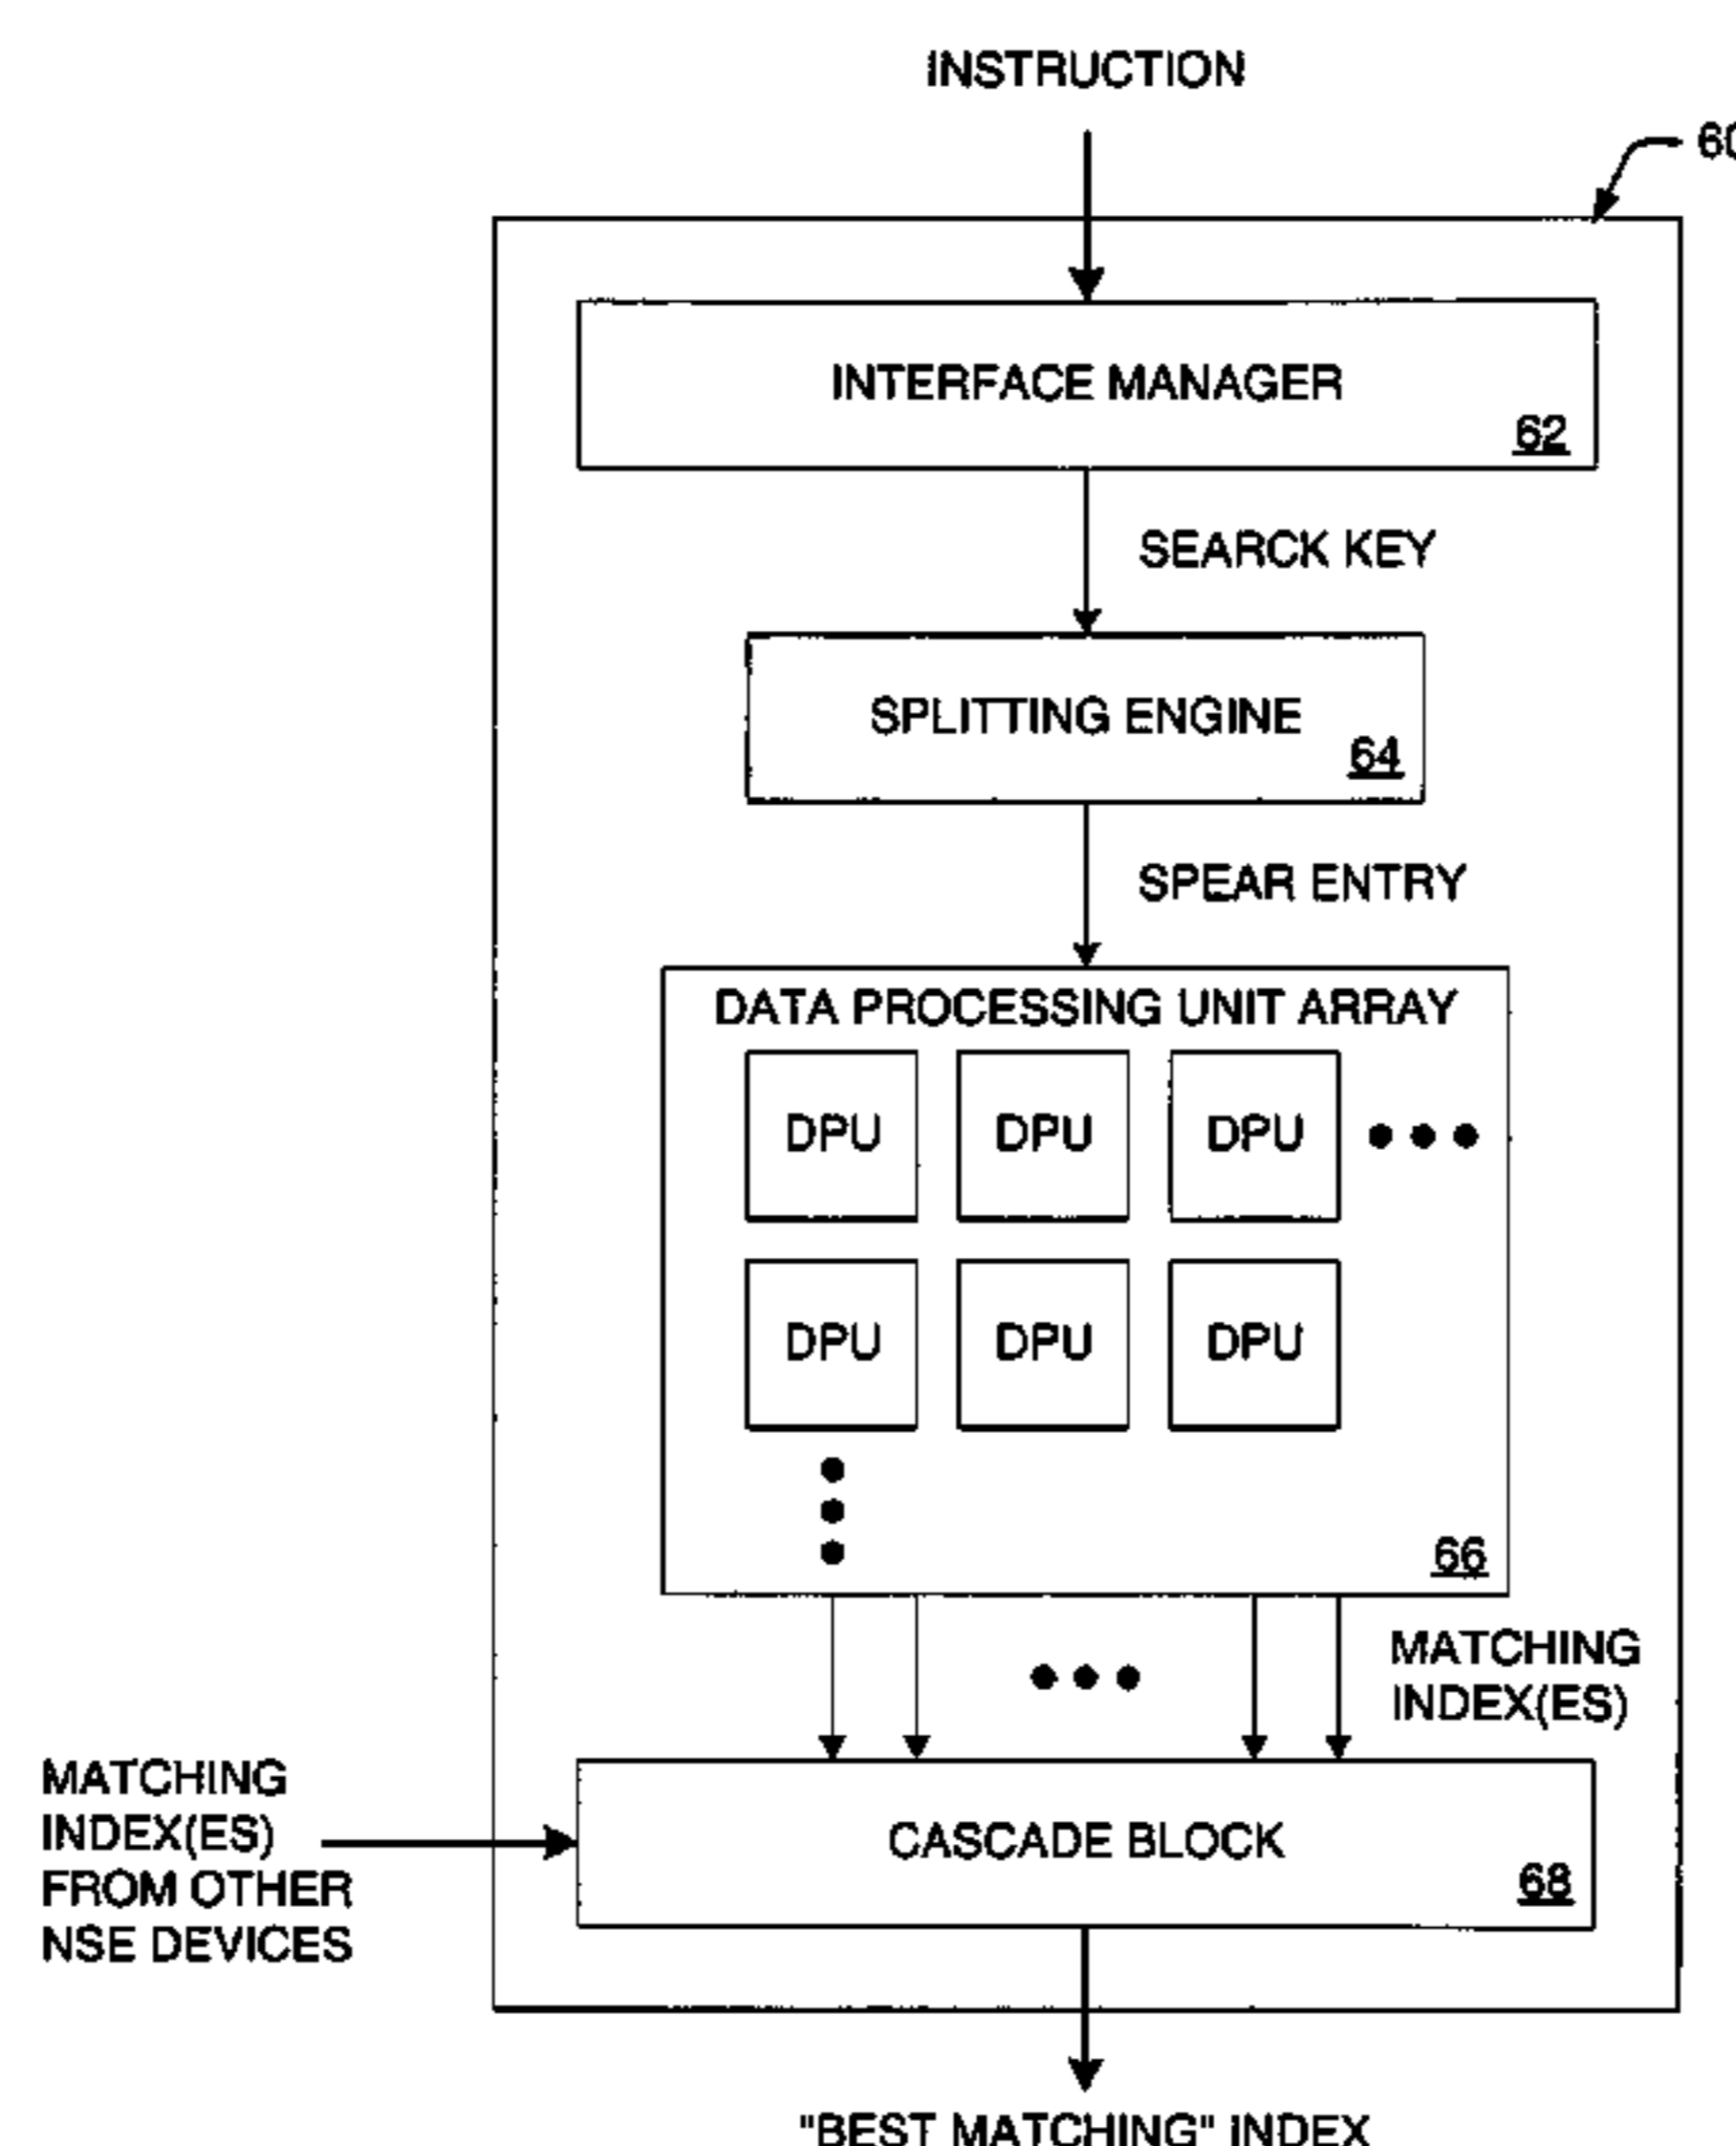 INSTRUCTION
60
INTERFACE MANAGER
62
SEARCK KEY
SPLITTING ENGINE
64
SPEAR ENTRY
DATA PROCESSING UNIT ARRAY
DPU DPU DPU
DPU DPU DPU
66
MATCHING
INDEX(ES)
MATCHING
INDEX(ES)
FROM OTHER
NSE DEVICES
CASCADE BLOCK
68
"BEST MATCHING" INDEX